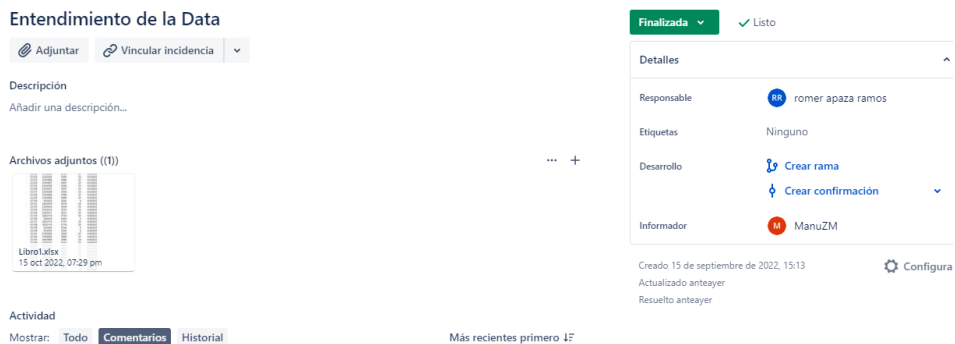 Entendimiento de la Data
Adjuntar
Vincular incidencia
Descripción
Añadir una descripción...
Archivos adjuntos ((1))
Libro1.xlsx
15 oct 2022, 07:29 pm
Actividad
Mostrar: Todo Comentarios Historial
Más recientes primero
Finalizada
Listo
Detalles
Responsable RR romer apaza ramos
Etiquetas Ninguno
Desarrollo Crear rama
Crear confirmación
Informador M ManuZM
Creado 15 de septiembre de 2022, 15:13
Configura
Actualizado anteayer
Resuelto anteayer